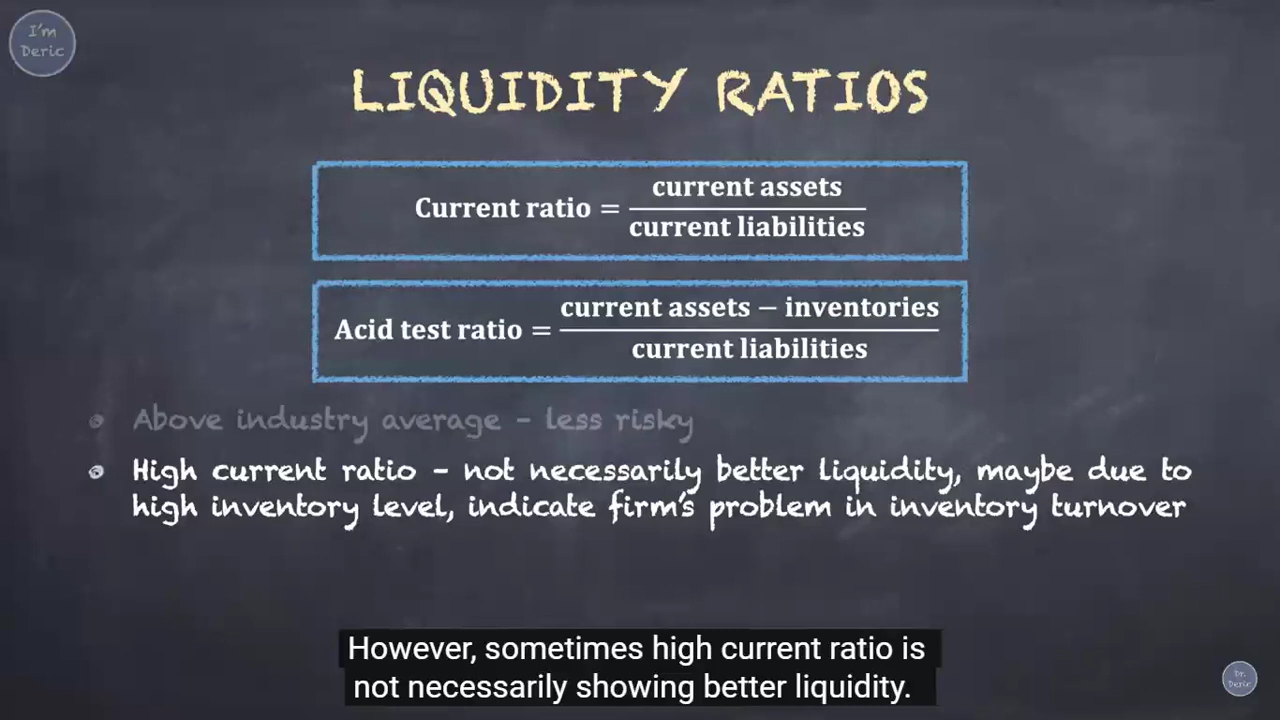 I'm
Deric
LIQUIDITY RATIOS
Current ratio = current assets / current liabilities
Acid test ratio = current assets − inventories / current liabilities
Above industry average - less risky
High current ratio - not necessarily better liquidity, maybe due to
high inventory level, indicate firm's problem in inventory turnover
However, sometimes high current ratio is
not necessarily showing better liquidity.
Dr.
Deric